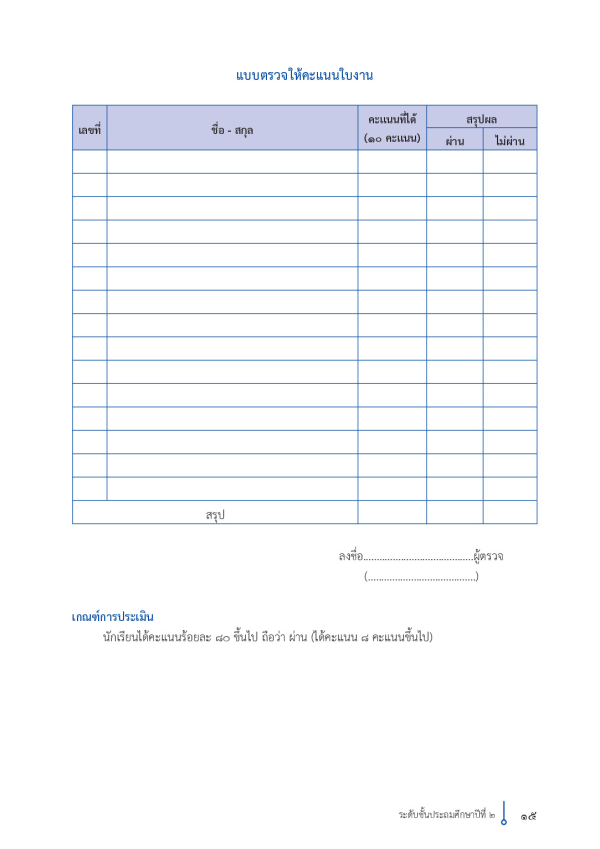 แบบตรวจให้คะแนนใบงาน
เลขที่
ชื่อ - สกุล
คะแนนที่ได้
(๑๐ คะแนน)
สรุปผล
ผ่าน
ไม่ผ่าน
สรุป
ลงชื่อ.........................................ผู้ตรวจ
(........................................)
เกณฑ์การประเมิน
นักเรียนได้คะแนนร้อยละ ๘๐ ขึ้นไป ถือว่า ผ่าน (ได้คะแนน ๘ คะแนนขึ้นไป)
ระดับชั้นประถมศึกษาปีที่ ๒
๑๕